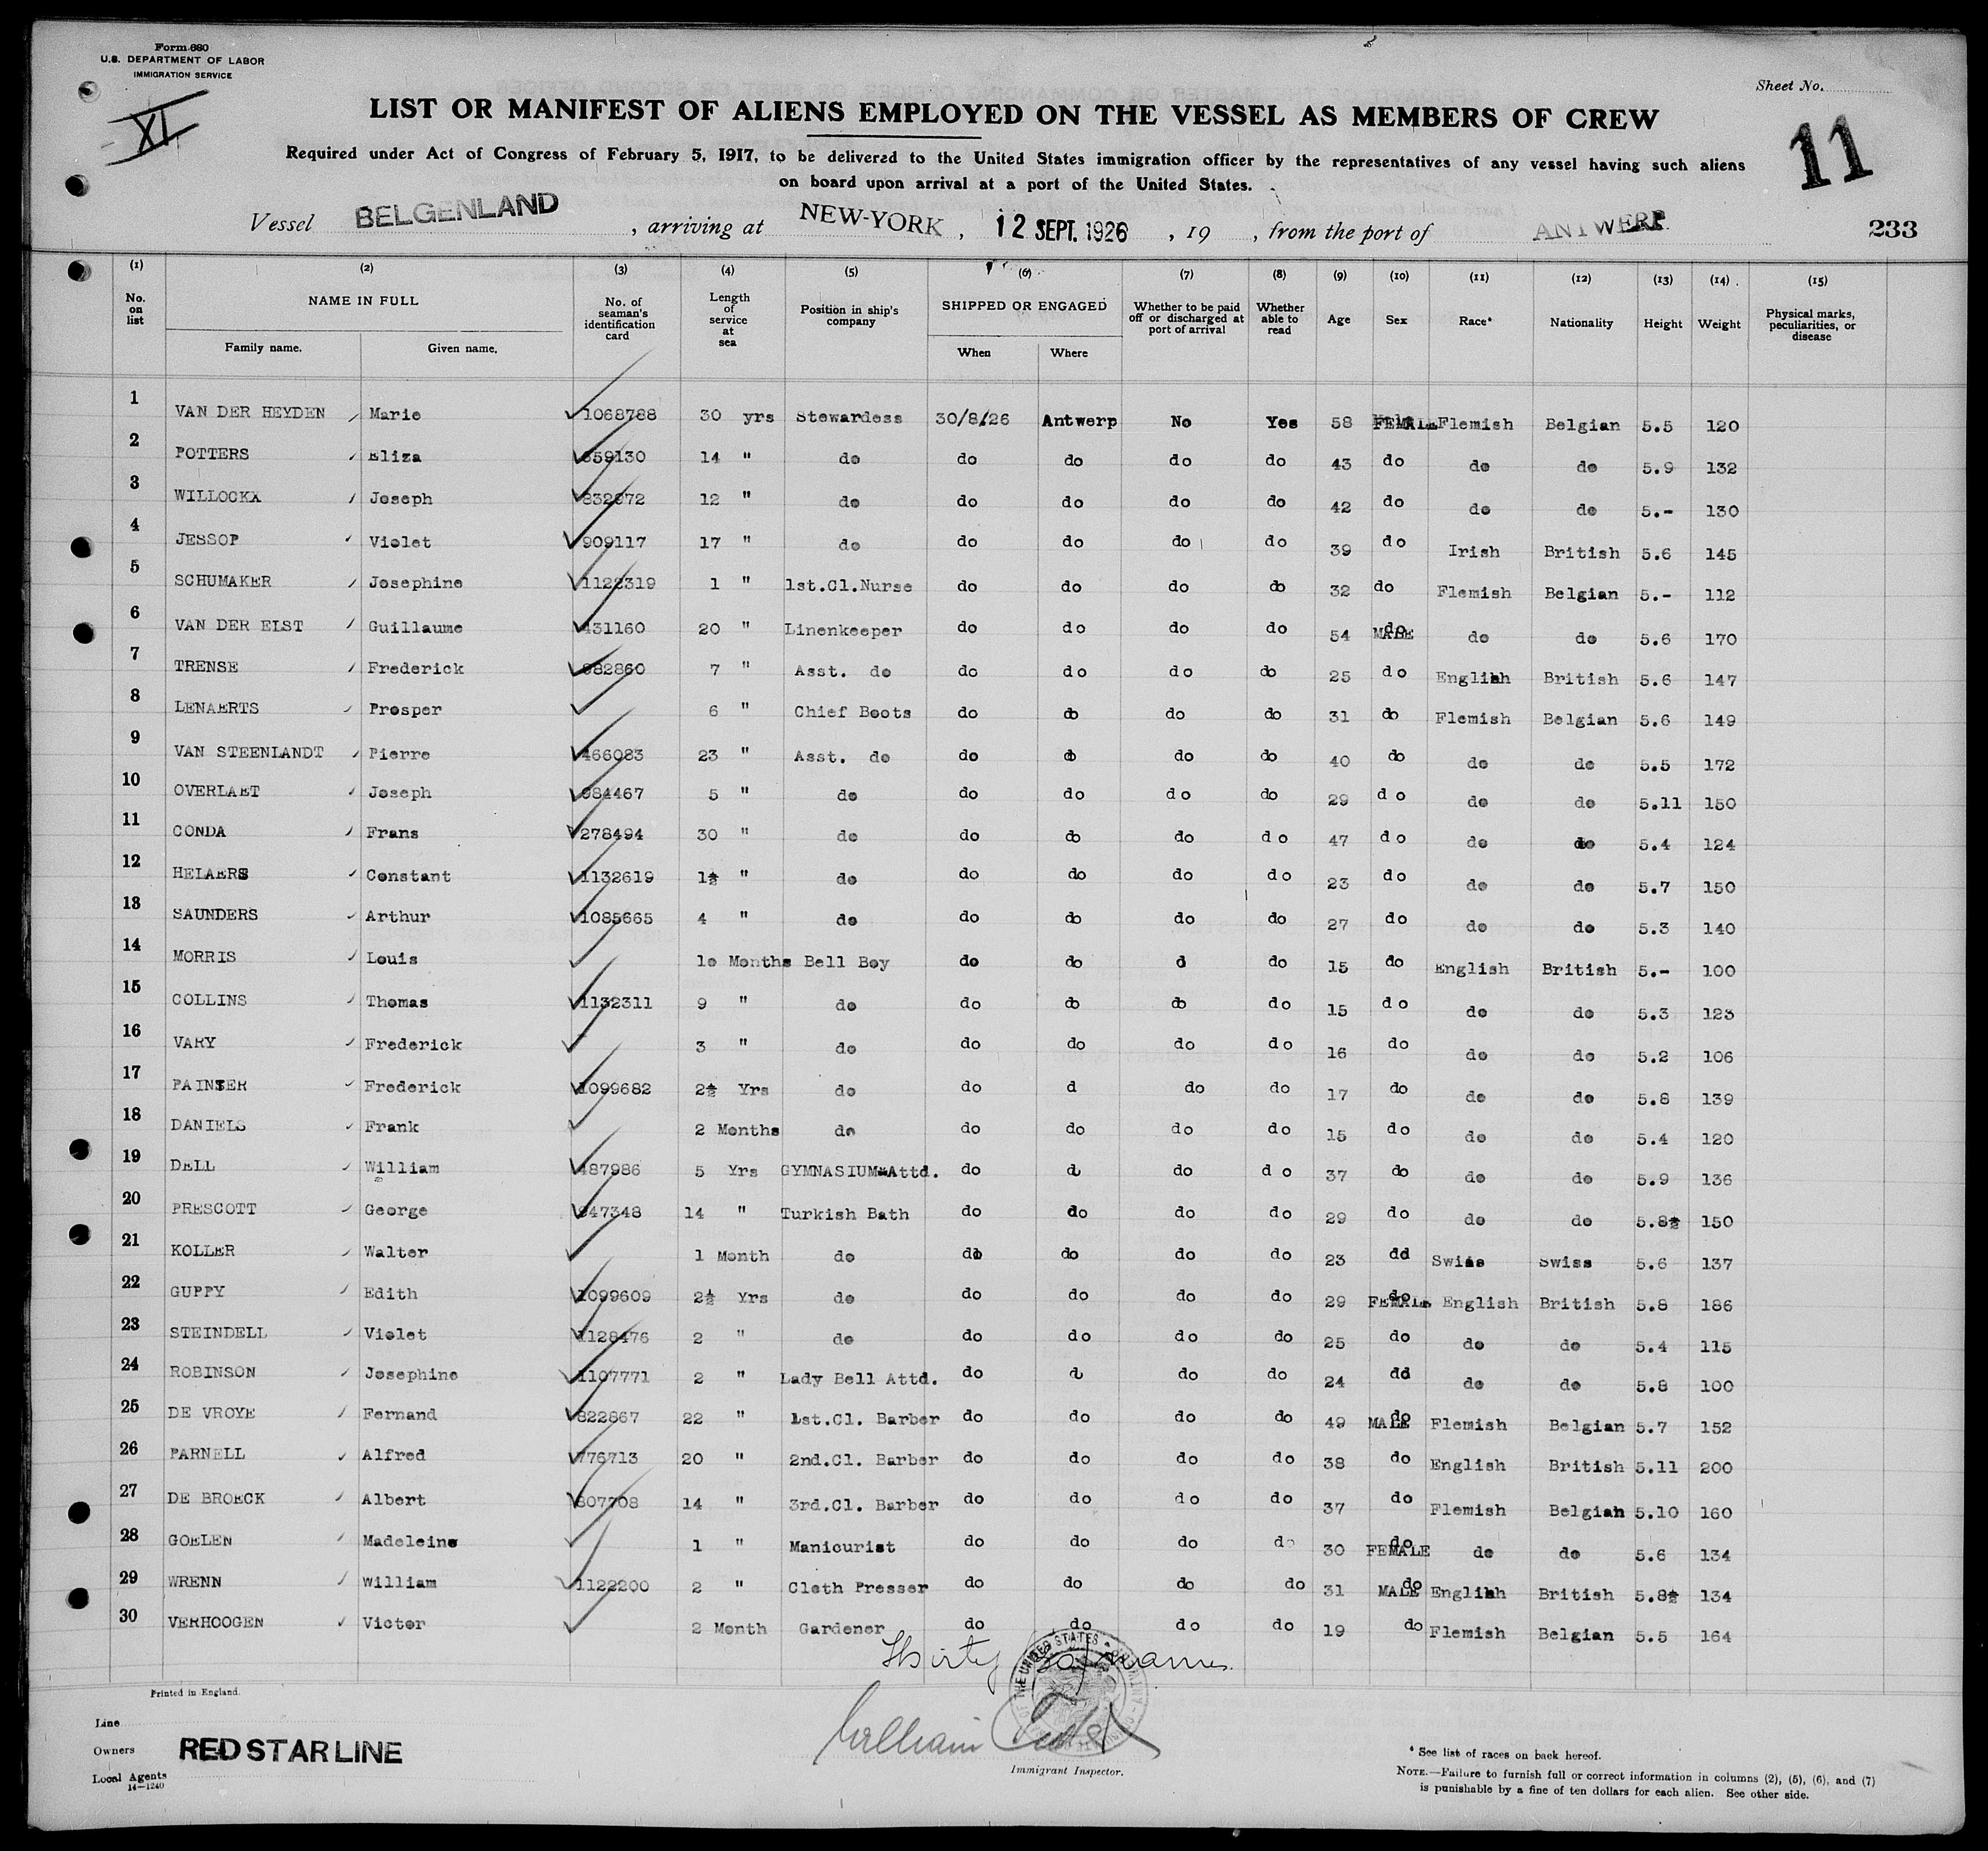 Form 680
U.S. DEPARTMENT OF LABOR
IMMIGRATION SERVICE
XI
Sheet No.
LIST OR MANIFEST OF ALIENS EMPLOYED ON THE VESSEL AS MEMBERS OF CREW
11
Required under Act of Congress of February 5, 1917, to be delivered to the United States immigration officer by the representatives of any vessel having such aliens
on board upon arrival at a port of the United States.
Vessel BELGENLAND, arriving at NEW-YORK, 12 SEPT. 1926, 19 , from the port of ANTWERP 233
(1) (2) (3) (4) (5) (6) (7) (8) (9) (10) (11) (12) (13) (14) (15)
No. on list NAME IN FULL Family name. Given name. No. of seaman's identification card Length of service at sea Position in ship's company SHIPPED OR ENGAGED When Where Whether to be paid off or discharged at port of arrival Whether able to read Age Sex Race* Nationality Height Weight Physical marks, peculiarities, or disease
1 VAN DER HEYDEN Marie 1068788 30 yrs Stewardess 30/8/26 Antwerp No Yes 58 FEMALE Flemish Belgian 5.5 120
2 POTTERS Eliza 859130 14 " do do do do do 43 do do do 5.9 132
3 WILLOCKX Joseph 832872 12 " do do do do do 42 do do do 5.- 130
4 JESSOP Violet 909117 17 " do do do do do 39 do Irish British 5.6 145
5 SCHUMAKER Josephine 1122319 1 " 1st.Cl.Nurse do do do do 32 do Flemish Belgian 5.- 112
6 VAN DER ELST Guillaume 431160 20 " Linenkeeper do do do do 54 MALE do do 5.6 170
7 TRENSE Frederick 982860 7 " Asst. do do do do do 25 do English British 5.6 147
8 LENAERTS Prosper 6 " Chief Boots do do do do 31 do Flemish Belgian 5.6 149
9 VAN STEENLANDT Pierre 466083 23 " Asst. do do do do do 40 do do do 5.5 172
10 OVERLAET Joseph 984467 5 " do do do do do 29 do do do 5.11 150
11 CONDA Frans 278494 30 " do do do do do 47 do do do 5.4 124
12 HELAERS Constant 1132619 1½ " do do do do do 23 do do do 5.7 150
13 SAUNDERS Arthur 1085665 4 " do do do do do 27 do do do 5.3 140
14 MORRIS Louis 10 Months Bell Boy do do d do 15 do English British 5.- 100
15 COLLINS Thomas 1132311 9 " do do do do do 15 do do do 5.3 123
16 VARY Frederick 3 " do do do do do 16 do do do 5.2 106
17 PAINTER Frederick 1099682 2½ Yrs do do d do do 17 do do do 5.8 139
18 DANIELS Frank 2 Months do do do do do 15 do do do 5.4 120
19 DELL William 487986 5 Yrs GYMNASIUM Attd. do d do do 37 do do do 5.9 136
20 PRESCOTT George 847348 14 " Turkish Bath do do do do 29 do do do 5.8½ 150
21 KOLLER Walter 1 Month do do do do do 23 dd Swiss Swiss 5.6 137
22 GUPPY Edith 1099609 2½ Yrs do do do do do 29 FEMALE English British 5.8 186
23 STEINDELL Violet 1128476 2 " do do do do do 25 do do do 5.4 115
24 ROBINSON Josephine 1107771 2 " Lady Bell Attd. do d do do 24 dd do do 5.8 100
25 DE VROYE Fernand 822867 22 " 1st.Cl. Barber do do do do 49 MALE Flemish Belgian 5.7 152
26 PARNELL Alfred 776713 20 " 2nd.Cl. Barber do do do do 38 do English British 5.11 200
27 DE BROECK Albert 807708 14 " 3rd.Cl. Barber do do do do 37 do Flemish Belgian 5.10 160
28 GOELEN Madeleine 1 " Manicurist do do do do 30 FEMALE do do 5.6 134
29 WRENN William 1122200 2 " Cloth Presser do do do do 31 MALE English British 5.8½ 134
30 VERHOOGEN Victor 2 Month Gardener do do do do 19 do Flemish Belgian 5.5 164
Thirty (30) names.
Printed in England.
Line
Owners RED STAR LINE
Local Agents
14—1240
William
Immigrant Inspector.
* See list of races on back hereof.
NOTE.—Failure to furnish full or correct information in columns (2), (5), (6), and (7)
is punishable by a fine of ten dollars for each alien. See other side.